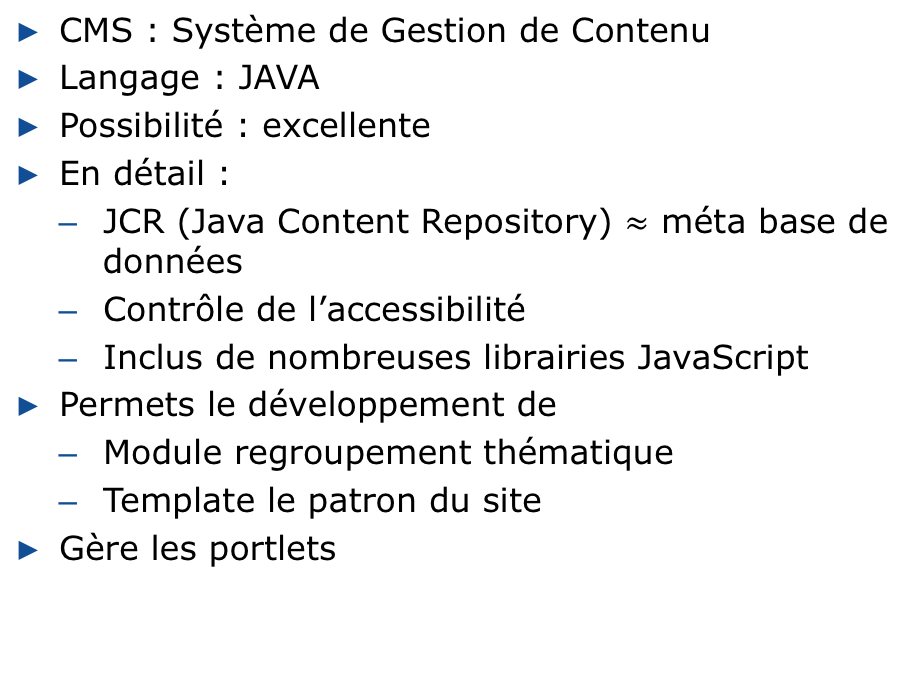 ► CMS : Système de Gestion de Contenu
► Langage : JAVA
► Possibilité : excellente
► En détail :
– JCR (Java Content Repository) ≈ méta base de
données
– Contrôle de l’accessibilité
– Inclus de nombreuses librairies JavaScript
► Permets le développement de
– Module regroupement thématique
– Template le patron du site
► Gère les portlets